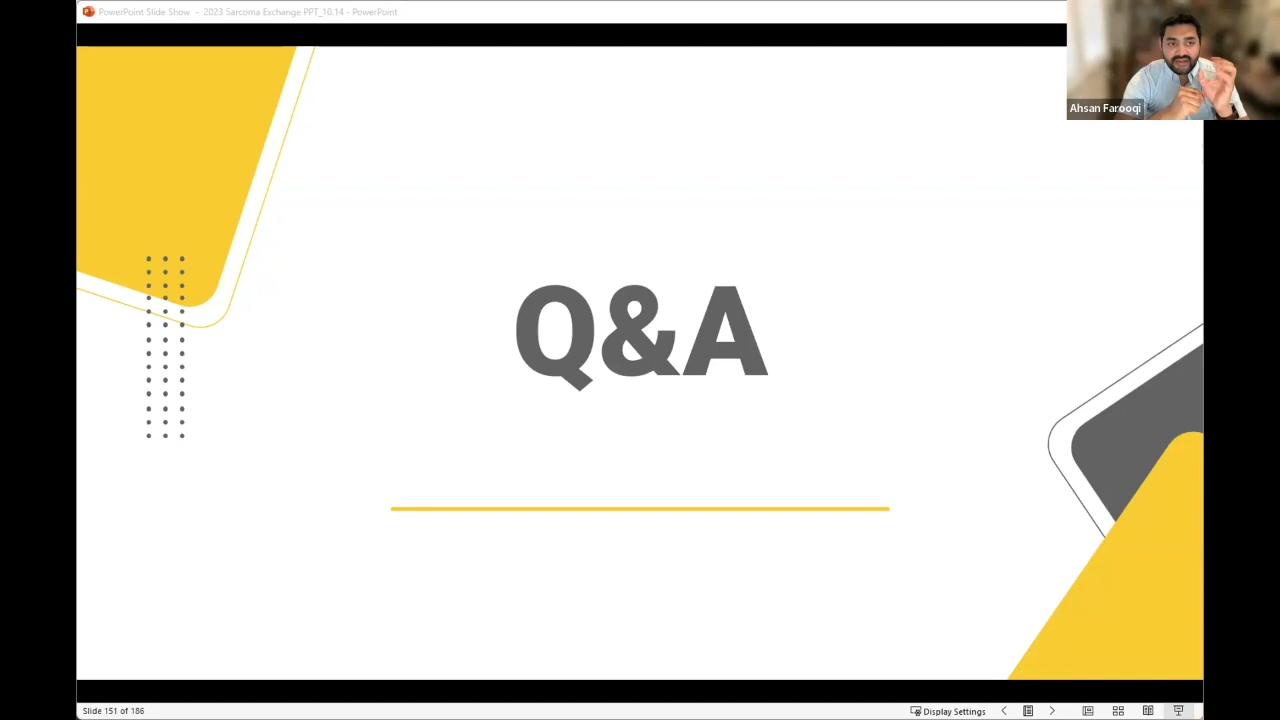 PowerPoint Slide Show - 2023 Sarcoma Exchange PPT_10.14 - PowerPoint
Ahsan Farooqi
Q&A
Slide 151 of 186
Display Settings